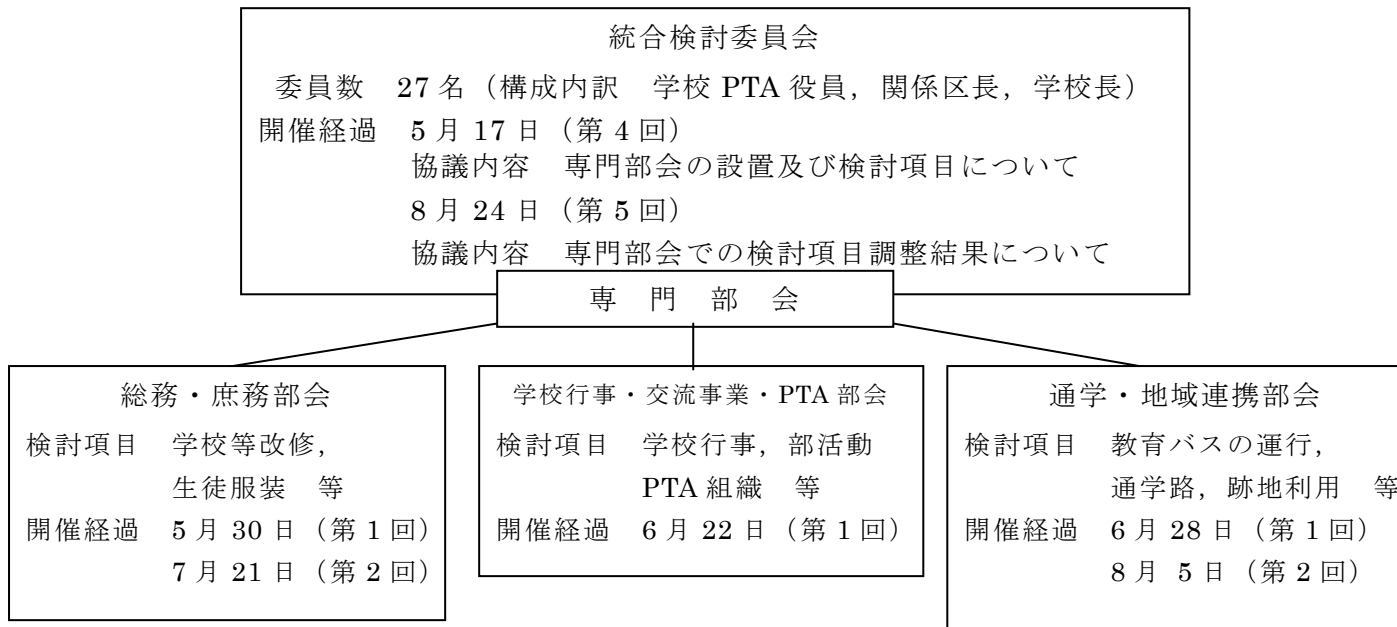 統合検討委員会
委員数 27名（構成内訳 学校PTA役員，関係区長，学校長）
開催経過 5月17日（第4回）
協議内容 専門部会の設置及び検討項目について
8月24日（第5回）
協議内容 専門部会での検討項目調整結果について
専 門 部 会
総務・庶務部会
検討項目 学校等改修，
生徒服装 等
開催経過 5月30日（第1回）
7月21日（第2回）
学校行事・交流事業・PTA部会
検討項目 学校行事，部活動
PTA組織 等
開催経過 6月22日（第1回）
通学・地域連携部会
検討項目 教育バスの運行，
通学路，跡地利用 等
開催経過 6月28日（第1回）
8月 5日（第2回）